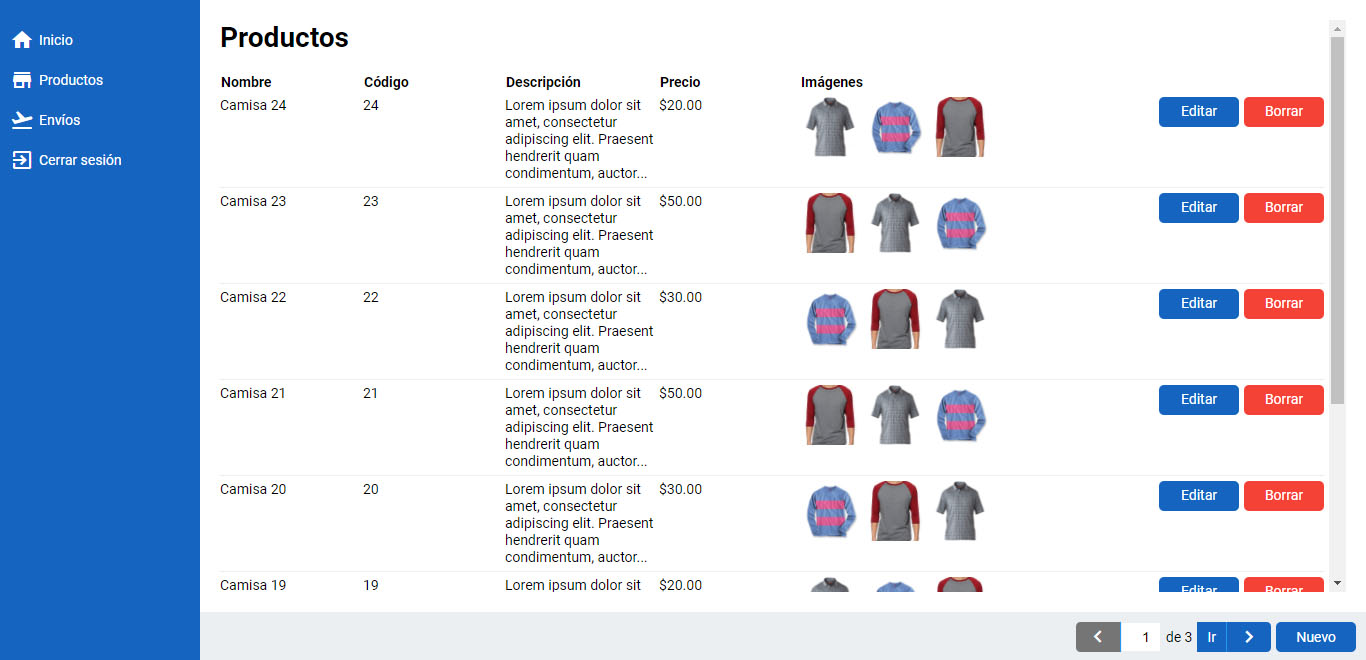 Inicio
Productos
Envíos
Cerrar sesión
Productos
Nombre Código Descripción Precio Imágenes
Camisa 24 24 Lorem ipsum dolor sit $20.00 Editar Borrar
amet, consectetur
adipiscing elit. Praesent
hendrerit quam
condimentum, auctor...
Camisa 23 23 Lorem ipsum dolor sit $50.00 Editar Borrar
amet, consectetur
adipiscing elit. Praesent
hendrerit quam
condimentum, auctor...
Camisa 22 22 Lorem ipsum dolor sit $30.00 Editar Borrar
amet, consectetur
adipiscing elit. Praesent
hendrerit quam
condimentum, auctor...
Camisa 21 21 Lorem ipsum dolor sit $50.00 Editar Borrar
amet, consectetur
adipiscing elit. Praesent
hendrerit quam
condimentum, auctor...
Camisa 20 20 Lorem ipsum dolor sit $30.00 Editar Borrar
amet, consectetur
adipiscing elit. Praesent
hendrerit quam
condimentum, auctor...
Camisa 19 19 Lorem ipsum dolor sit $20.00 Editar Borrar
1 de 3 Ir Nuevo